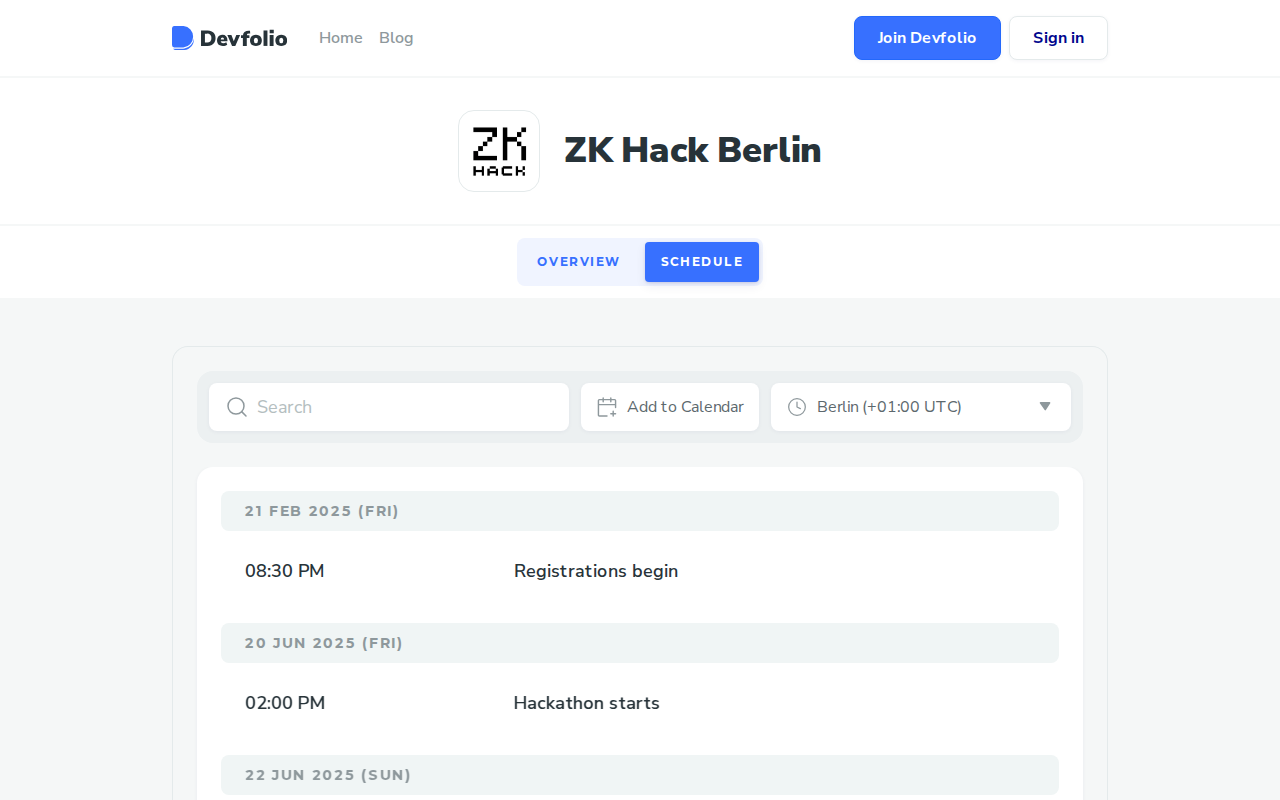 Devfolio
Home
Blog
Join Devfolio
Sign in
ZK
HACK
ZK Hack Berlin
OVERVIEW
SCHEDULE
Search
Add to Calendar
Berlin (+01:00 UTC)
21 FEB 2025 (FRI)
08:30 PM
Registrations begin
20 JUN 2025 (FRI)
02:00 PM
Hackathon starts
22 JUN 2025 (SUN)